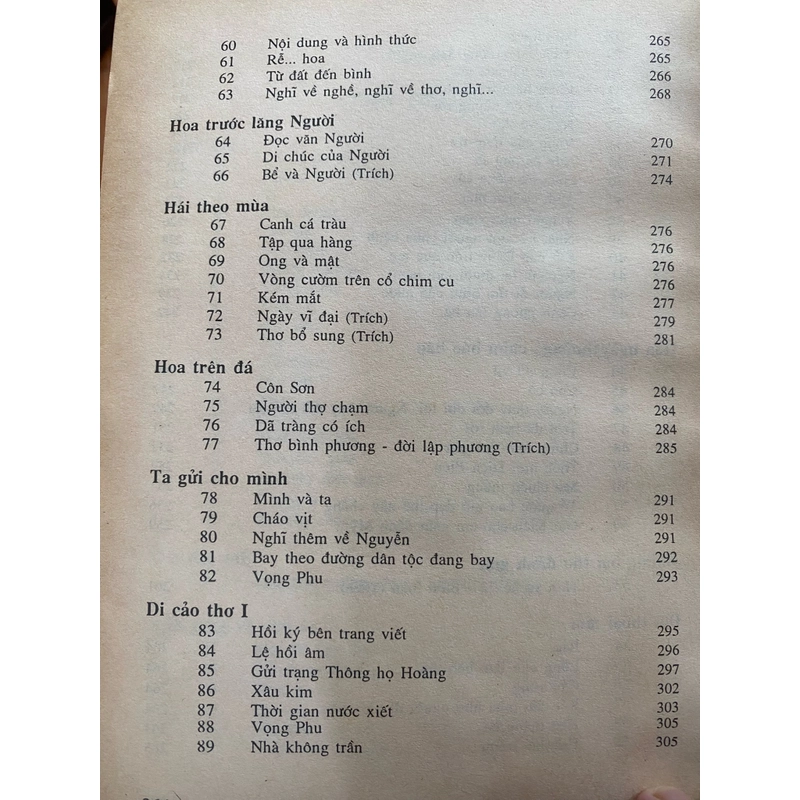 60 Nội dung và hình thức 265
61 Rễ... hoa 265
62 Từ đất đến bình 266
63 Nghĩ về nghề, nghĩ về thơ, nghĩ... 268
Hoa trước lăng Người
64 Đọc văn Người 270
65 Di chúc của Người 271
66 Bể và Người (Trích) 274
Hái theo mùa
67 Canh cá tràu 276
68 Tập qua hàng 276
69 Ong và mật 276
70 Vòng cườm trên cổ chim cu 276
71 Kém mắt 277
72 Ngày vĩ đại (Trích) 279
73 Thơ bổ sung (Trích) 281
Hoa trên đá
74 Côn Sơn 284
75 Người thợ chạm 284
76 Dã tràng có ích 284
77 Thơ bình phương - đời lập phương (Trích) 285
Ta gửi cho mình
78 Mình và ta 291
79 Cháo vịt 291
80 Nghĩ thêm về Nguyễn 291
81 Bay theo đường dân tộc đang bay 292
82 Vọng Phu 293
Di cảo thơ I
83 Hồi ký bên trang viết 295
84 Lệ hồi âm 296
85 Gửi trạng Thông họ Hoàng 297
86 Xâu kim 302
87 Thời gian nước xiết 303
88 Vọng Phu 305
89 Nhà không trần 305